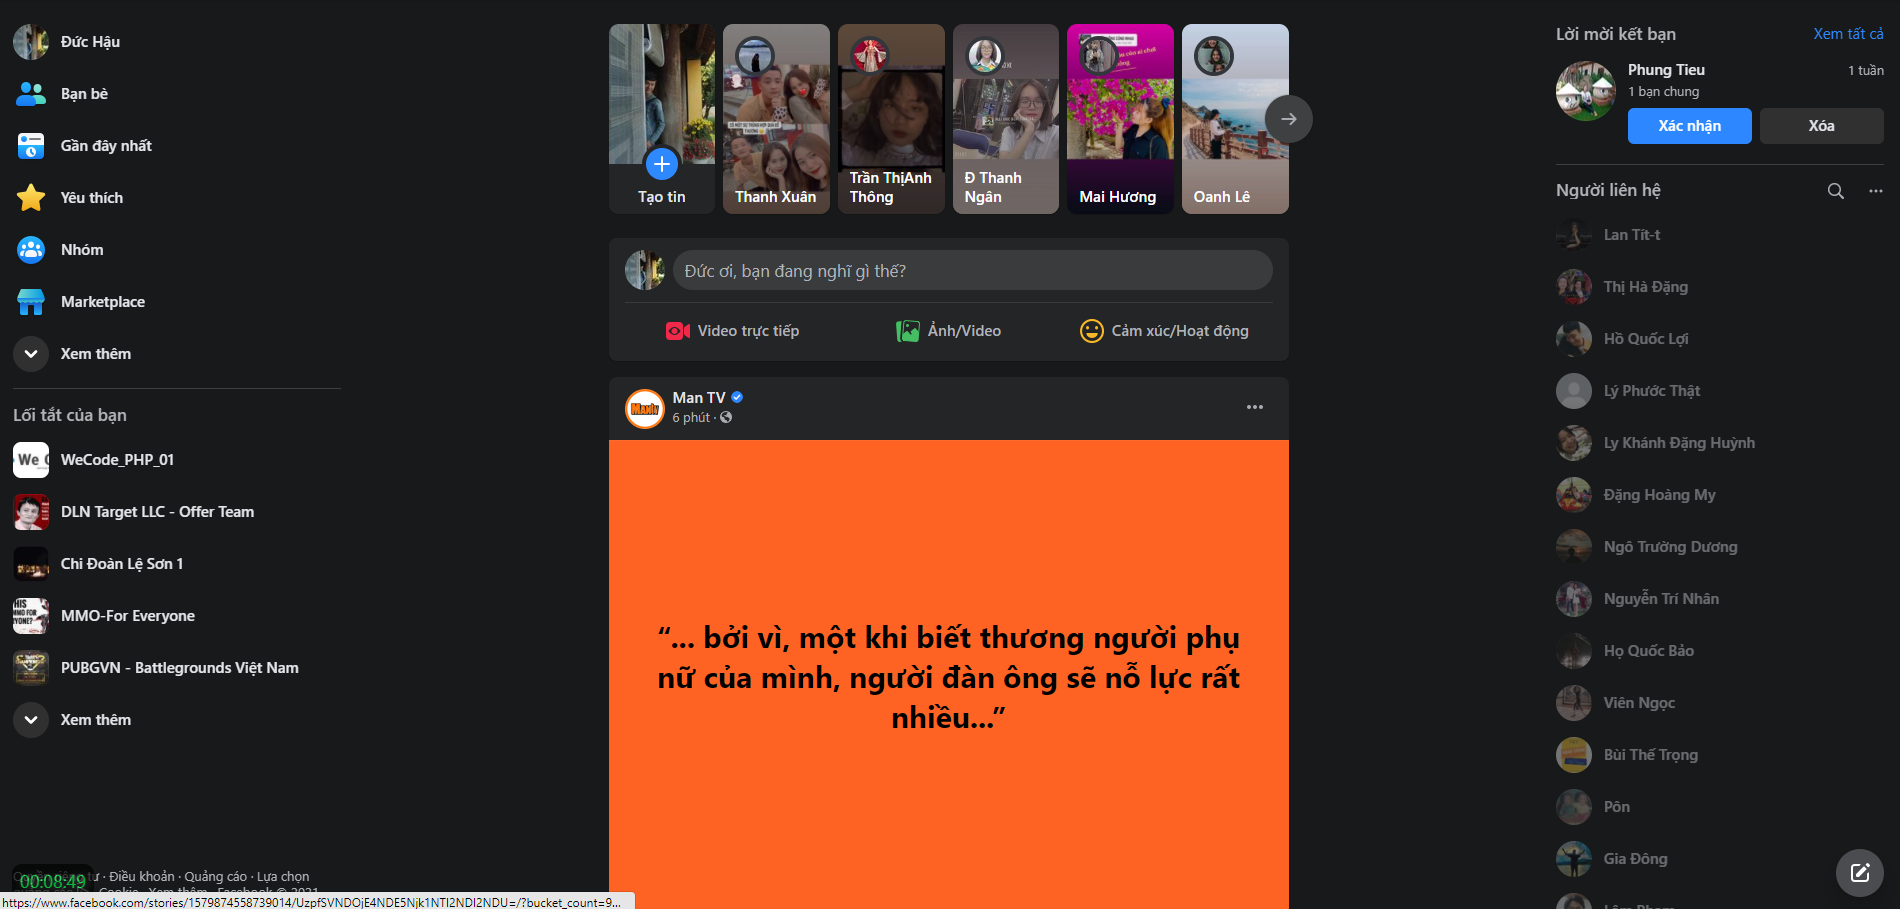 Đức Hậu
Bạn bè
Gần đây nhất
Yêu thích
Nhóm
Marketplace
Xem thêm
Lối tắt của bạn
We
WeCode_PHP_01
DLN Target LLC - Offer Team
Chi Đoàn Lệ Sơn 1
MMO-For Everyone
PUBGVN - Battlegrounds Việt Nam
Xem thêm
· Điều khoản · Quảng cáo · Lựa chọn
00:08:49
Cookie · Xem thêm · Facebook © 2021
https://www.facebook.com/stories/1579874558739014/UzpfSVNDOjE4NDE5Njk1NTI2NDI2NDU=/?bucket_count=9...
Tạo tin
Thanh Xuân
Trần ThịAnh
Thông
Đ Thanh
Ngân
Mai Hương
Oanh Lê
Đức ơi, bạn đang nghĩ gì thế?
Video trực tiếp
Ảnh/Video
Cảm xúc/Hoạt động
MANTV
Man TV
6 phút ·
“... bởi vì, một khi biết thương người phụ
nữ của mình, người đàn ông sẽ nỗ lực rất
nhiều...”
Lời mời kết bạn
Xem tất cả
Phung Tieu
1 tuần
1 bạn chung
Xác nhận
Xóa
Người liên hệ
Lan Tít-t
Thị Hà Đặng
Hồ Quốc Lợi
Lý Phước Thật
Ly Khánh Đặng Huỳnh
Đặng Hoàng My
Ngô Trường Dương
Nguyễn Trí Nhân
Họ Quốc Bảo
Viên Ngọc
Bùi Thế Trọng
Pôn
Gia Đông